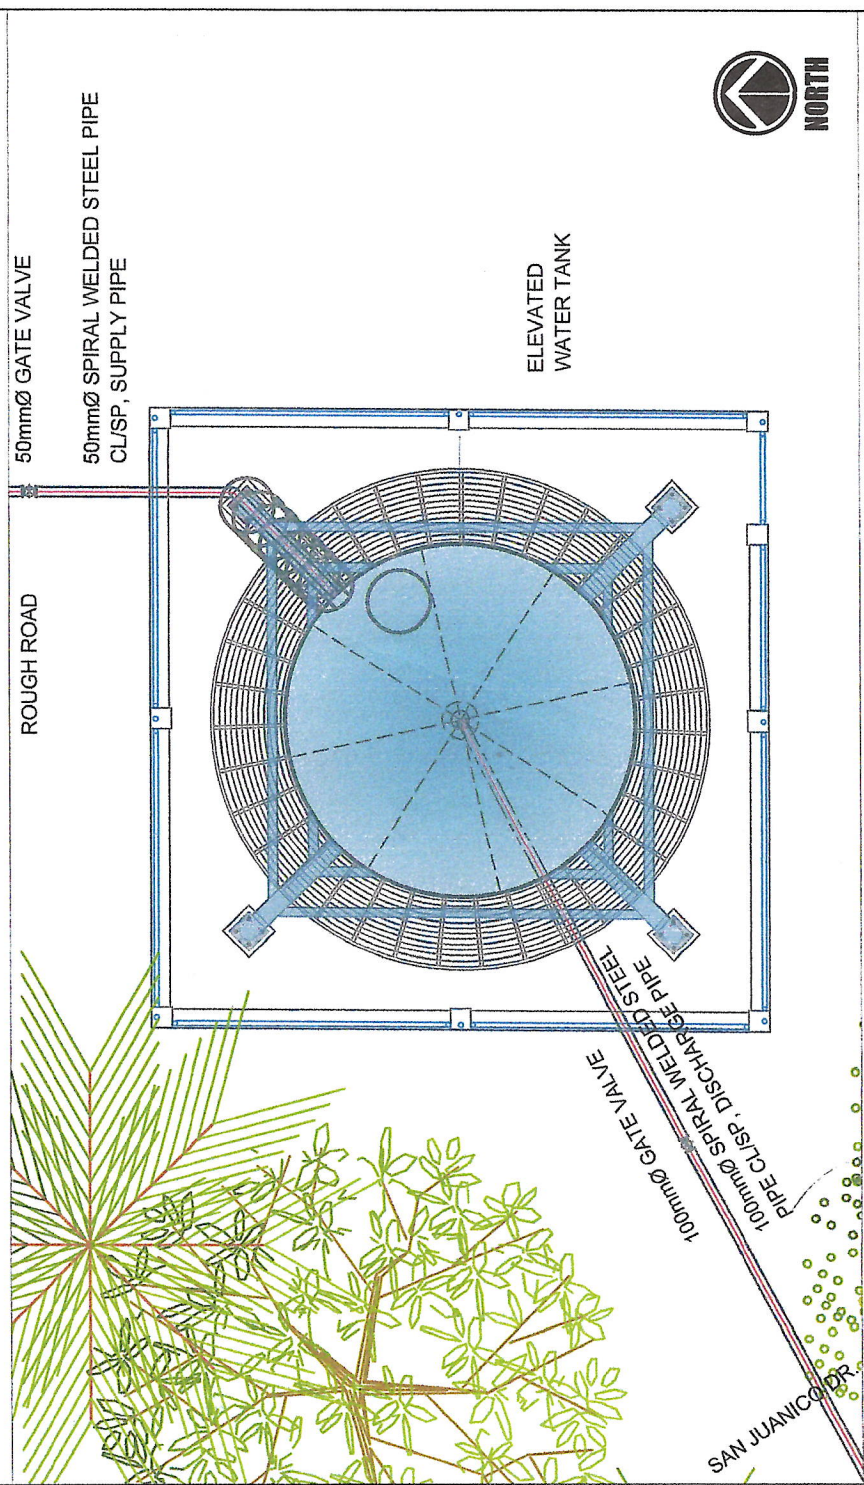 ROUGH ROAD
50mmØ GATE VALVE
50mmØ SPIRAL WELDED STEEL PIPE
CL/SP, SUPPLY PIPE
ELEVATED
WATER TANK
100mmØ GATE VALVE
100mmØ SPIRAL WELDED STEEL
PIPE CL/SP, DISCHARGE PIPE
SAN JUANICO DR.
NORTH